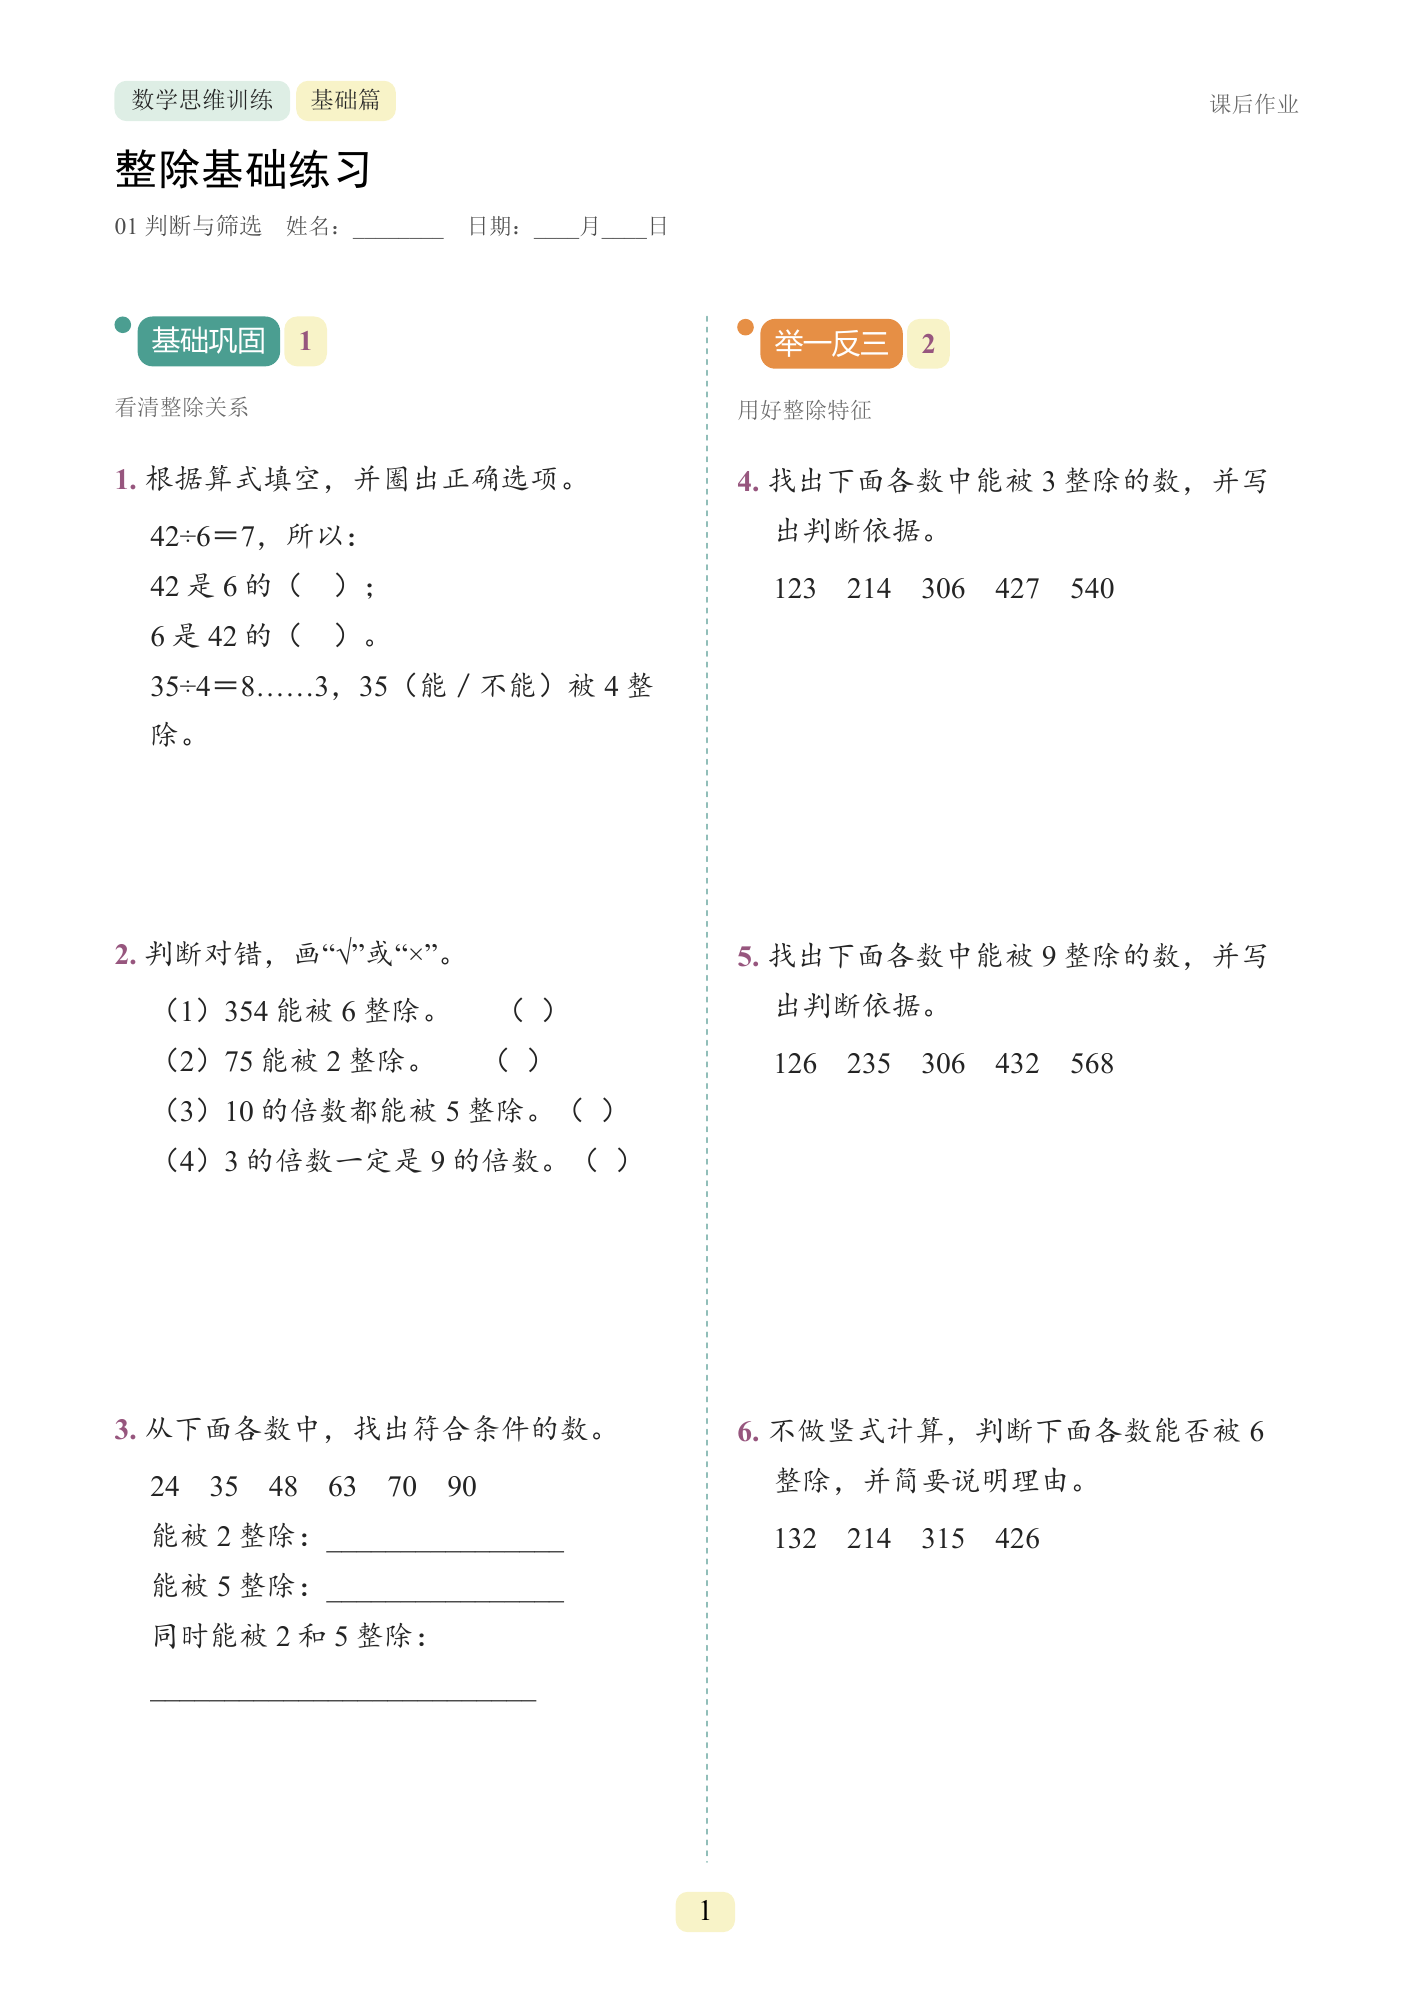 数学思维训练 基础篇
课后作业
整除基础练习
01 判断与筛选 姓名：________ 日期：____月____日
基础巩固 1
看清整除关系
1. 根据算式填空，并圈出正确选项。
42÷6＝7，所以：
42 是 6 的（ ）；
6 是 42 的（ ）。
35÷4＝8……3，35（能／不能）被 4 整
除。
2. 判断对错，画“√”或“×”。
（1）354 能被 6 整除。 （ ）
（2）75 能被 2 整除。 （ ）
（3）10 的倍数都能被 5 整除。（ ）
（4）3 的倍数一定是 9 的倍数。（ ）
3. 从下面各数中，找出符合条件的数。
24 35 48 63 70 90
能被 2 整除：________________
能被 5 整除：________________
同时能被 2 和 5 整除：
__________________________
举一反三 2
用好整除特征
4. 找出下面各数中能被 3 整除的数，并写
出判断依据。
123 214 306 427 540
5. 找出下面各数中能被 9 整除的数，并写
出判断依据。
126 235 306 432 568
6. 不做竖式计算，判断下面各数能否被 6
整除，并简要说明理由。
132 214 315 426
1